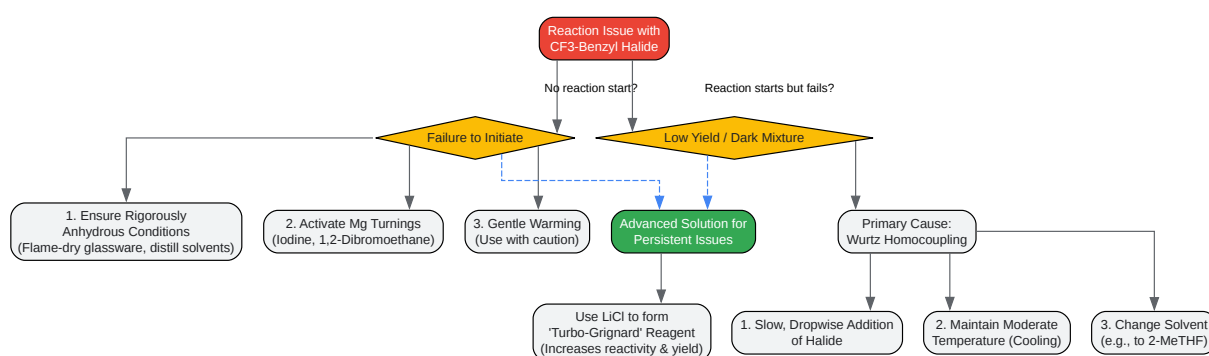 Reaction Issue with
CF3-Benzyl Halide
No reaction start?
Reaction starts but fails?
Failure to Initiate
Low Yield / Dark Mixture
1. Ensure Rigorously
Anhydrous Conditions
(Flame-dry glassware, distill solvents)
2. Activate Mg Turnings
(Iodine, 1,2-Dibromoethane)
3. Gentle Warming
(Use with caution)
Advanced Solution for
Persistent Issues
Primary Cause:
Wurtz Homocoupling
Use LiCl to form
'Turbo-Grignard' Reagent
(Increases reactivity & yield)
1. Slow, Dropwise Addition
of Halide
2. Maintain Moderate
Temperature (Cooling)
3. Change Solvent
(e.g., to 2-MeTHF)